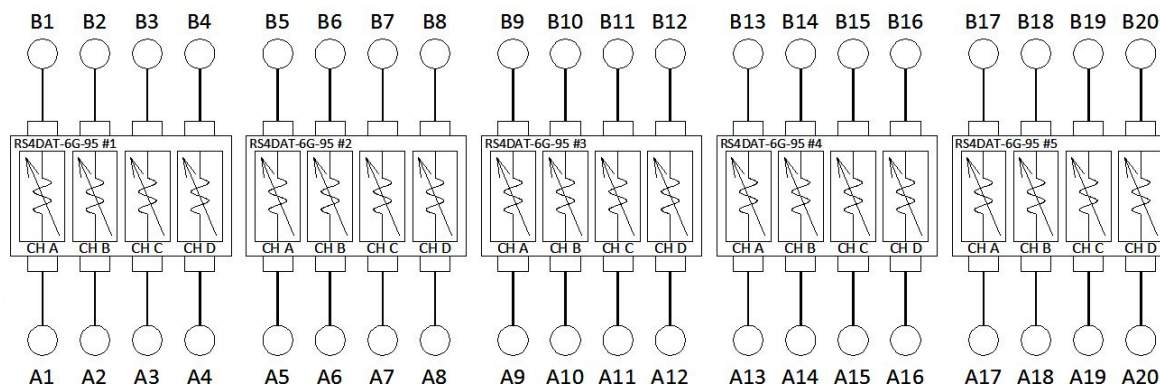 B1 B2 B3 B4 B5 B6 B7 B8 B9 B10 B11 B12 B13 B14 B15 B16 B17 B18 B19 B20
RS4DAT-6G-95 #1 RS4DAT-6G-95 #2 RS4DAT-6G-95 #3 RS4DAT-6G-95 #4 RS4DAT-6G-95 #5
CH A CH B CH C CH D CH A CH B CH C CH D CH A CH B CH C CH D CH A CH B CH C CH D CH A CH B CH C CH D
A1 A2 A3 A4 A5 A6 A7 A8 A9 A10 A11 A12 A13 A14 A15 A16 A17 A18 A19 A20